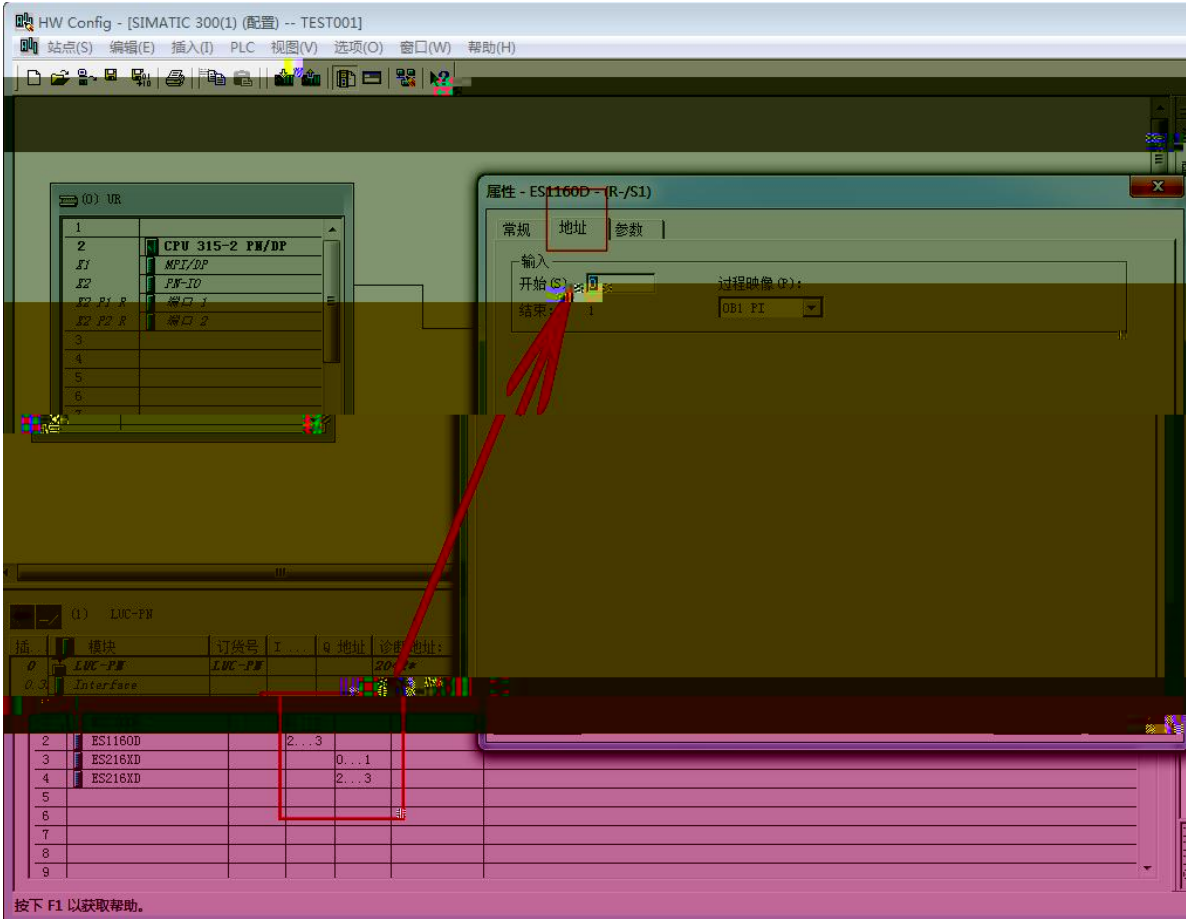 HW Config - [SIMATIC 300(1) (配置) -- TEST001]
站点(S) 编辑(E) 插入(I) PLC 视图(V) 选项(O) 窗口(W) 帮助(H)
(0) UR
1
2 CPU 315-2 PN/DP
X1 MPI/DP
X2 PN-IO
X2 P1 R 端口 1
X2 P2 R 端口 2
3
4
5
6
属性 - ES1160D - (R-/S1)
常规 地址 参数
输入
开始(S) 0 过程映像(P):
结束: 1 OB1 PI
(1) LUC-PN
插... 模块 订货号 I ... Q 地址 诊断地址:
0 LUC-PN LUC-PN
Interface
2 ES1160D 2...3
3 ES216XD 0...1
4 ES216XD 2...3
5
6
7
8
9
按下 F1 以获取帮助。